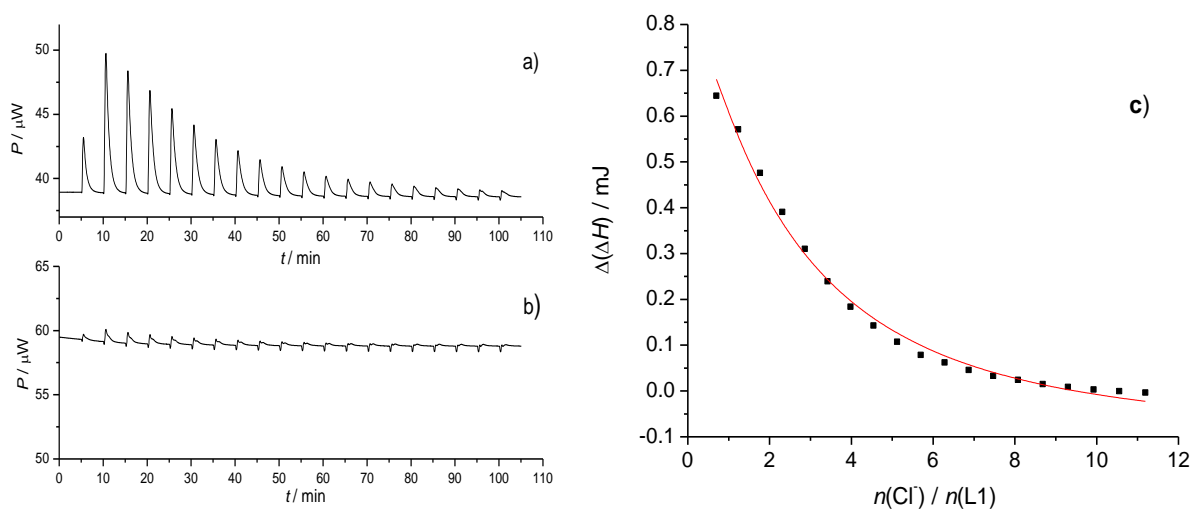 50
45
40
P / μW
a)
0 10 20 30 40 50 60 70 80 90 100 110
t / min
65
60
55
50
P / μW
b)
0 10 20 30 40 50 60 70 80 90 100 110
t / min
0.8
0.7
0.6
0.5
0.4
0.3
0.2
0.1
0.0
-0.1
Δ(ΔH) / mJ
c)
0 2 4 6 8 10 12
n(Cl⁻) / n(L1)